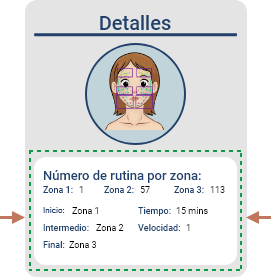 Detalles
Número de rutina por zona:
Zona 1: 1 Zona 2: 57 Zona 3: 113
Inicio: Zona 1 Tiempo: 15 mins
Intermedio: Zona 2 Velocidad: 1
Final: Zona 3